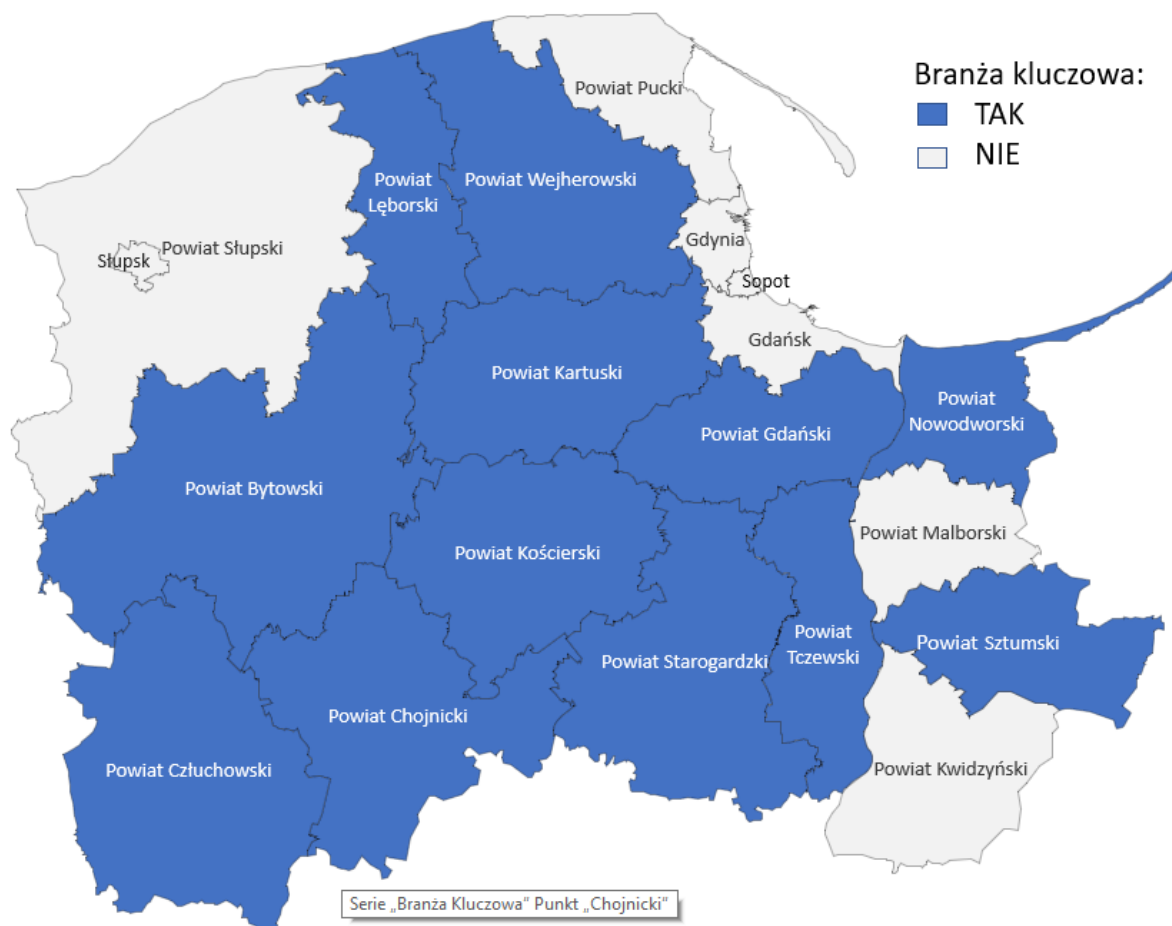 Branża kluczowa:
TAK
NIE
Powiat Pucki
Powiat
Lęborski
Powiat Wejherowski
Gdynia
Powiat Słupski
Słupsk
Sopot
Gdańsk
Powiat Kartuski
Powiat
Nowodworski
Powiat Gdański
Powiat Bytowski
Powiat Malborski
Powiat Kościerski
Powiat
Tczewski
Powiat Sztumski
Powiat Starogardzki
Powiat Chojnicki
Powiat Człuchowski
Powiat Kwidzyński
Serie „Branża Kluczowa“ Punkt „Chojnicki“